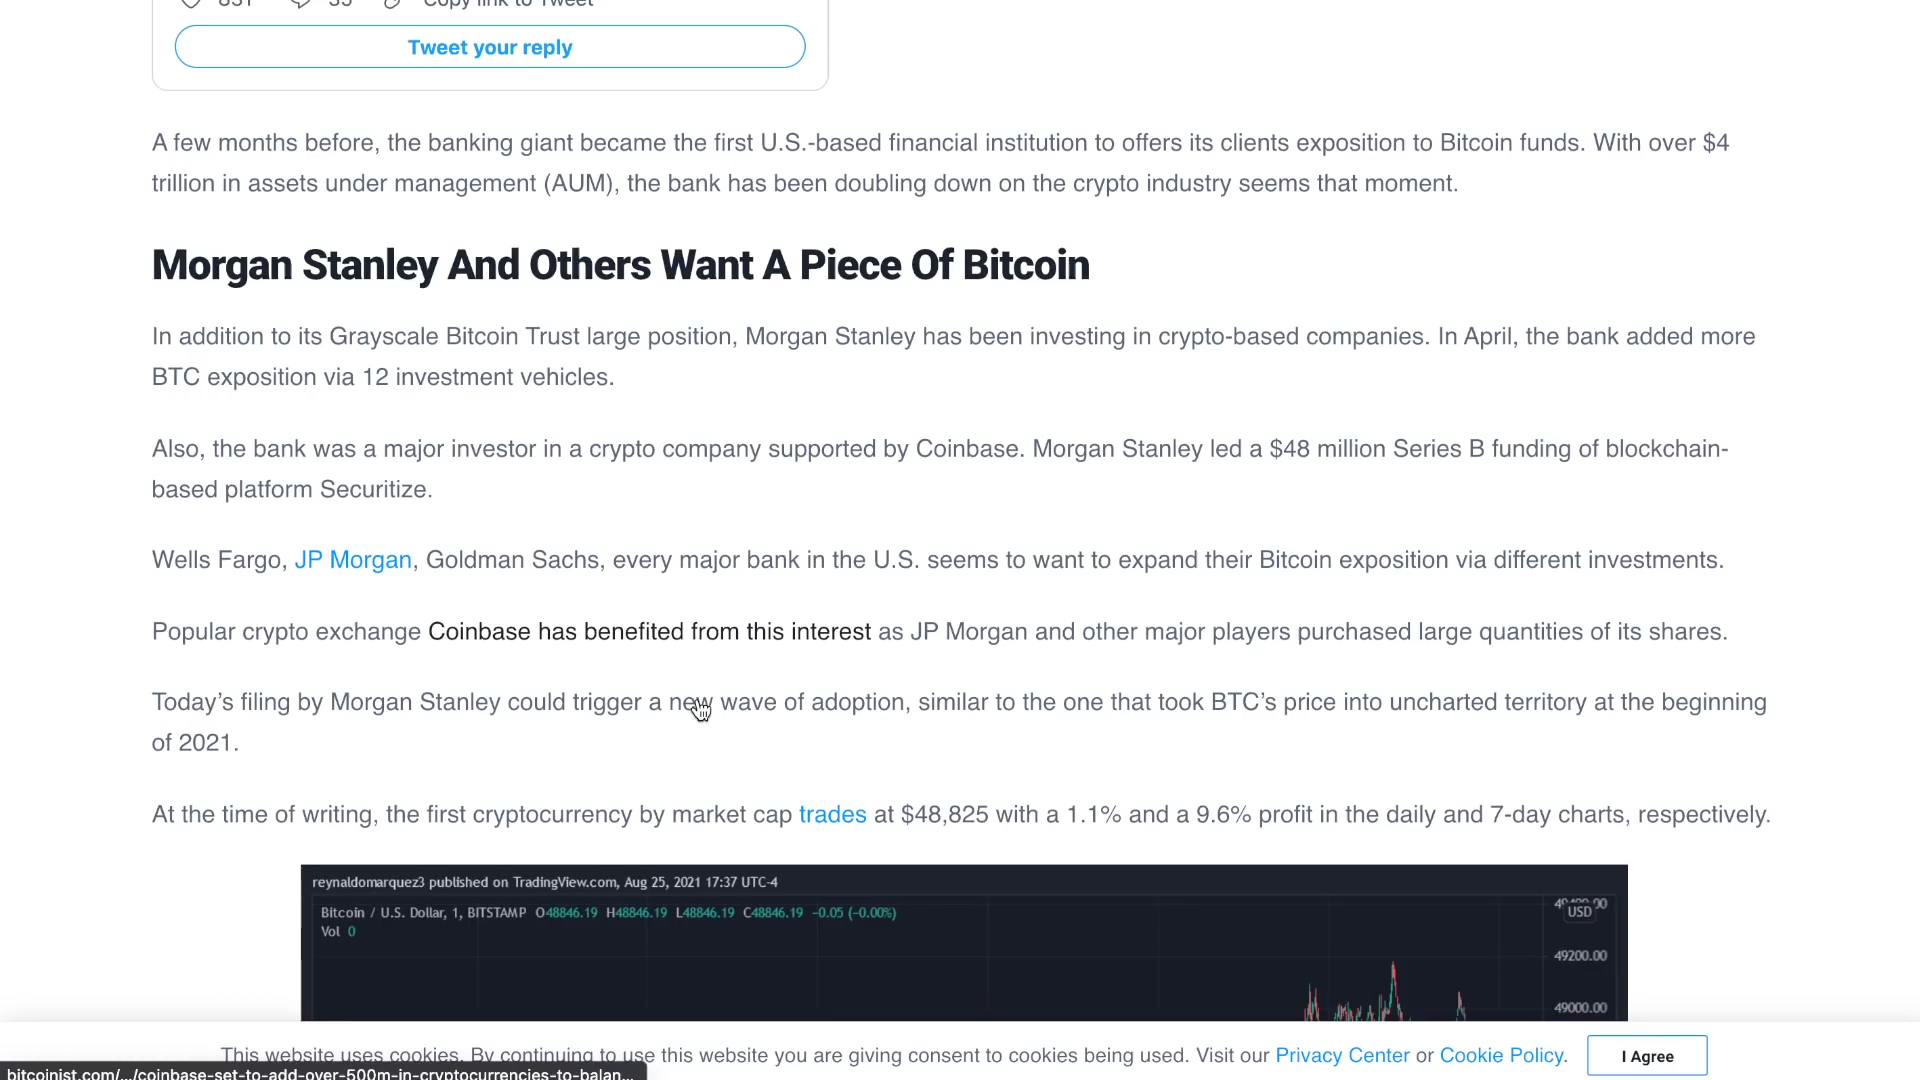 831 35 Copy link to Tweet
Tweet your reply
A few months before, the banking giant became the first U.S.-based financial institution to offers its clients exposition to Bitcoin funds. With over $4
trillion in assets under management (AUM), the bank has been doubling down on the crypto industry seems that moment.
Morgan Stanley And Others Want A Piece Of Bitcoin
In addition to its Grayscale Bitcoin Trust large position, Morgan Stanley has been investing in crypto-based companies. In April, the bank added more
BTC exposition via 12 investment vehicles.
Also, the bank was a major investor in a crypto company supported by Coinbase. Morgan Stanley led a $48 million Series B funding of blockchain-
based platform Securitize.
Wells Fargo, JP Morgan, Goldman Sachs, every major bank in the U.S. seems to want to expand their Bitcoin exposition via different investments.
Popular crypto exchange Coinbase has benefited from this interest as JP Morgan and other major players purchased large quantities of its shares.
Today’s filing by Morgan Stanley could trigger a new wave of adoption, similar to the one that took BTC’s price into uncharted territory at the beginning
of 2021.
At the time of writing, the first cryptocurrency by market cap trades at $48,825 with a 1.1% and a 9.6% profit in the daily and 7-day charts, respectively.
reynaldomarquez3 published on TradingView.com, Aug 25, 2021 17:37 UTC-4
Bitcoin / U.S. Dollar, 1, BITSTAMP O48846.19 H48846.19 L48846.19 C48846.19 −0.05 (−0.00%)
USD
Vol 0
49200.00
49000.00
This website uses cookies. By continuing to use this website you are giving consent to cookies being used. Visit our Privacy Center or Cookie Policy.
I Agree
bitcoinist.com/.../coinbase-set-to-add-over-500m-in-cryptocurrencies-to-balan...